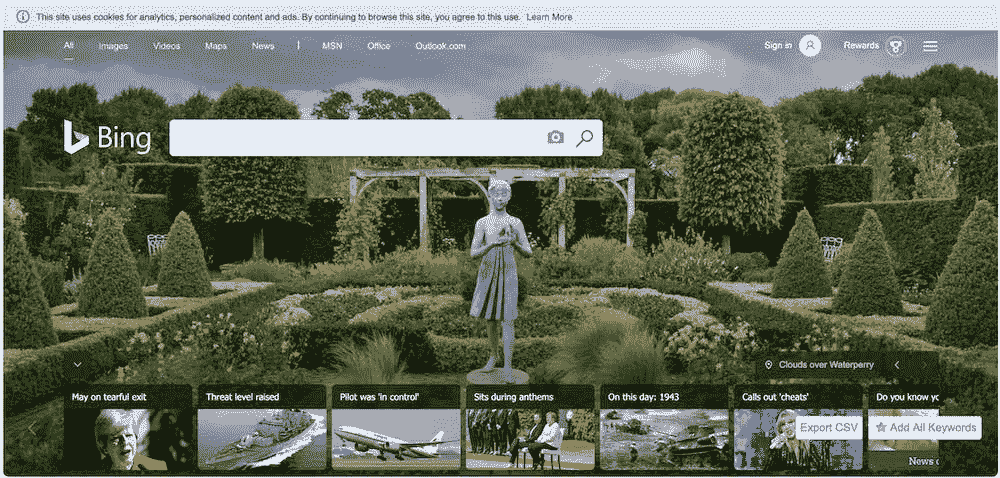 This site uses cookies for analytics, personalized content and ads. By continuing to browse this site, you agree to this use. Learn More
All Images Videos Maps News | MSN Office Outlook.com Sign in Rewards
Bing
Clouds over Waterperry
May on tearful exit Threat level raised Pilot was 'in control' Sits during anthems On this day: 1943 Calls out 'cheats' Do you know yo
Export CSV Add All Keywords
News